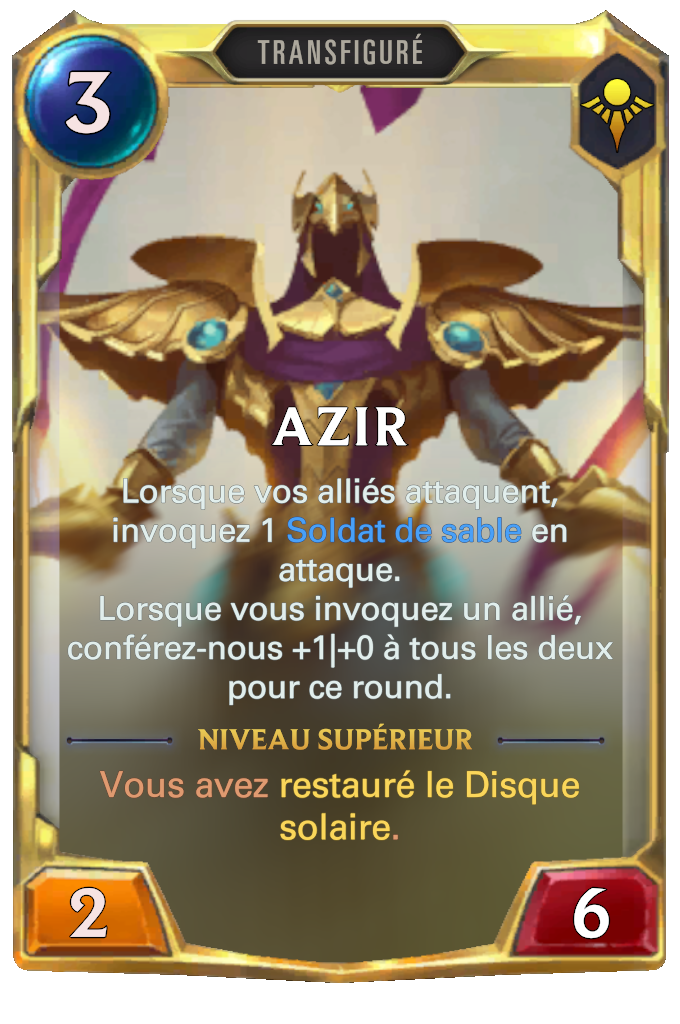 TRANSFIGURÉ
3
AZIR
Lorsque vos alliés attaquent,
invoquez 1 Soldat de sable en
attaque.
Lorsque vous invoquez un allié,
conférez-nous +1|+0 à tous les deux
pour ce round.
NIVEAU SUPÉRIEUR
Vous avez restauré le Disque
solaire.
2
6